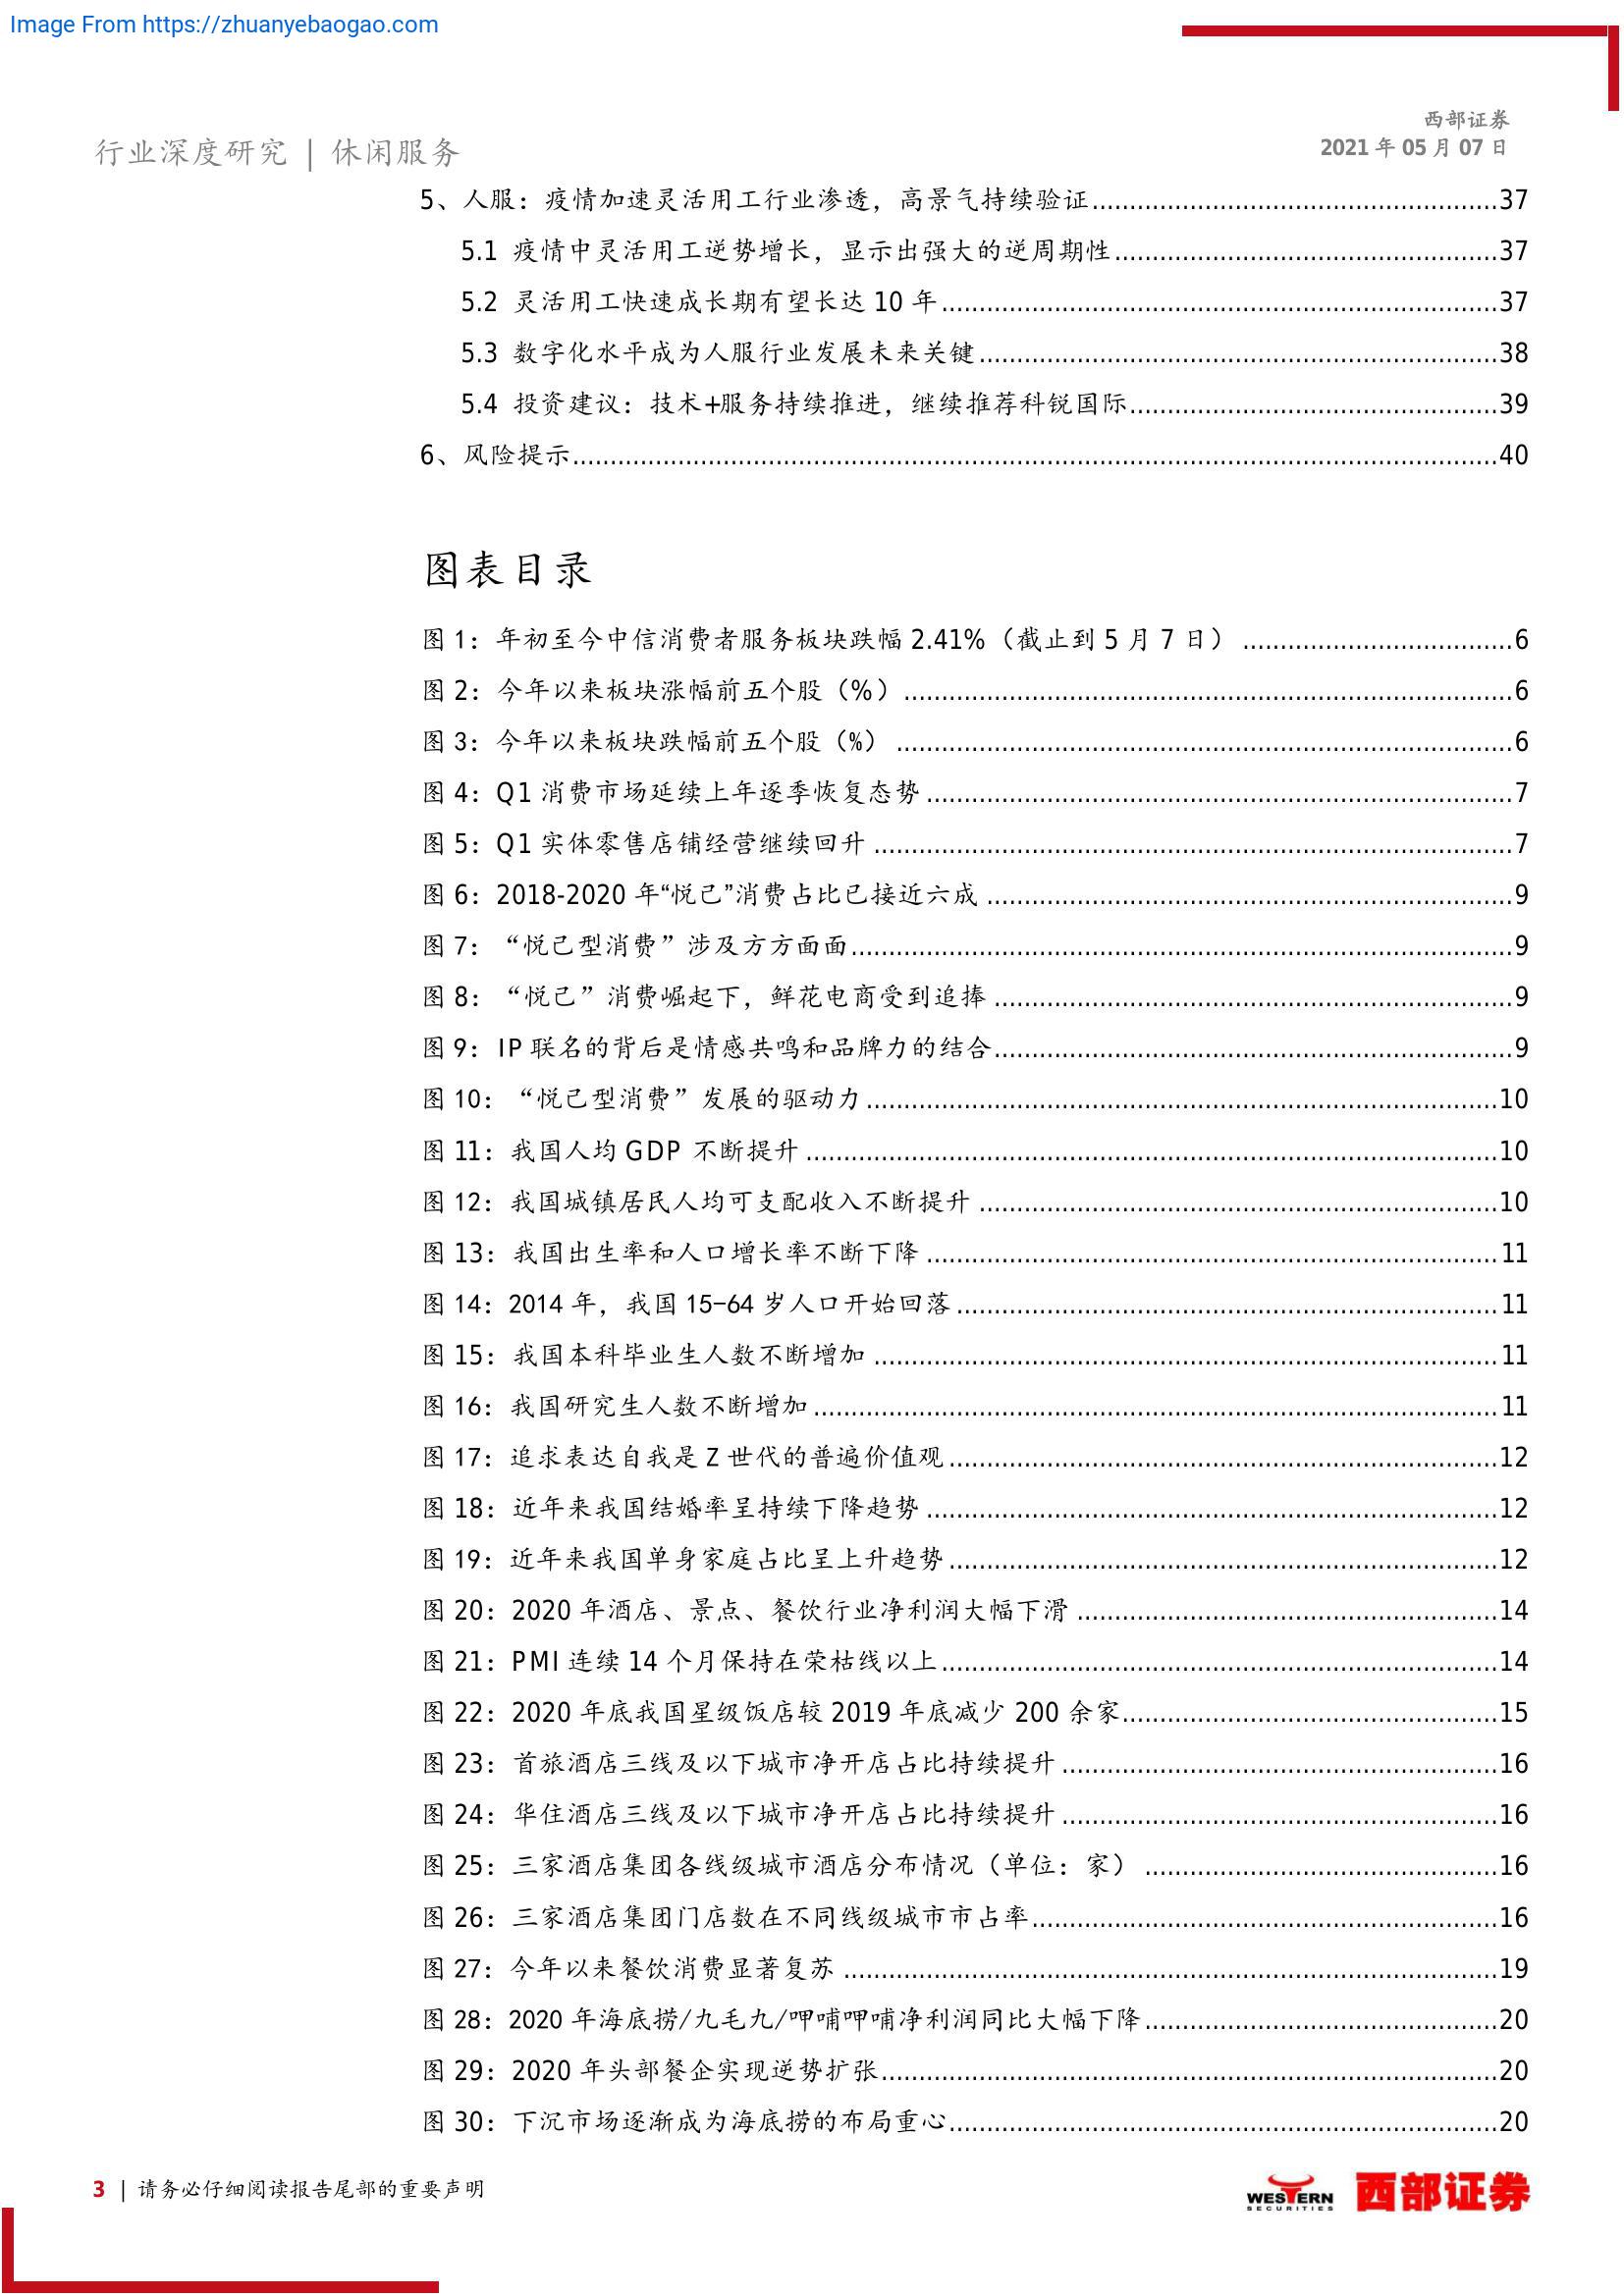 Image From https://zhuanyebaogao.com
西部证券
行业深度研究 | 休闲服务
2021 年 05 月 07 日
5、人服：疫情加速灵活用工行业渗透，高景气持续验证......37
5.1 疫情中灵活用工逆势增长，显示出强大的逆周期性......37
5.2 灵活用工快速成长期有望长达 10 年......37
5.3 数字化水平成为人服行业发展未来关键......38
5.4 投资建议：技术+服务持续推进，继续推荐科锐国际......39
6、风险提示......40
图表目录
图 1：年初至今中信消费者服务板块跌幅 2.41%（截止到 5 月 7 日）......6
图 2：今年以来板块涨幅前五个股（%）......6
图 3：今年以来板块跌幅前五个股（%）......6
图 4：Q1 消费市场延续上年逐季恢复态势......7
图 5：Q1 实体零售店铺经营继续回升......7
图 6：2018-2020 年“悦己”消费占比已接近六成......9
图 7：“悦己型消费”涉及方方面面......9
图 8：“悦己”消费崛起下，鲜花电商受到追捧......9
图 9：IP 联名的背后是情感共鸣和品牌力的结合......9
图 10：“悦己型消费”发展的驱动力......10
图 11：我国人均 GDP 不断提升......10
图 12：我国城镇居民人均可支配收入不断提升......10
图 13：我国出生率和人口增长率不断下降......11
图 14：2014 年，我国 15-64 岁人口开始回落......11
图 15：我国本科毕业生人数不断增加......11
图 16：我国研究生人数不断增加......11
图 17：追求表达自我是 Z 世代的普遍价值观......12
图 18：近年来我国结婚率呈持续下降趋势......12
图 19：近年来我国单身家庭占比呈上升趋势......12
图 20：2020 年酒店、景点、餐饮行业净利润大幅下滑......14
图 21：PMI 连续 14 个月保持在荣枯线以上......14
图 22：2020 年底我国星级饭店较 2019 年底减少 200 余家......15
图 23：首旅酒店三线及以下城市净开店占比持续提升......16
图 24：华住酒店三线及以下城市净开店占比持续提升......16
图 25：三家酒店集团各线级城市酒店分布情况（单位：家）......16
图 26：三家酒店集团门店数在不同线级城市市占率......16
图 27：今年以来餐饮消费显著复苏......19
图 28：2020 年海底捞/九毛九/呷哺呷哺净利润同比大幅下降......20
图 29：2020 年头部餐企实现逆势扩张......20
图 30：下沉市场逐渐成为海底捞的布局重心......20
3 | 请务必仔细阅读报告尾部的重要声明
WESTERN SECURITIES 西部证券